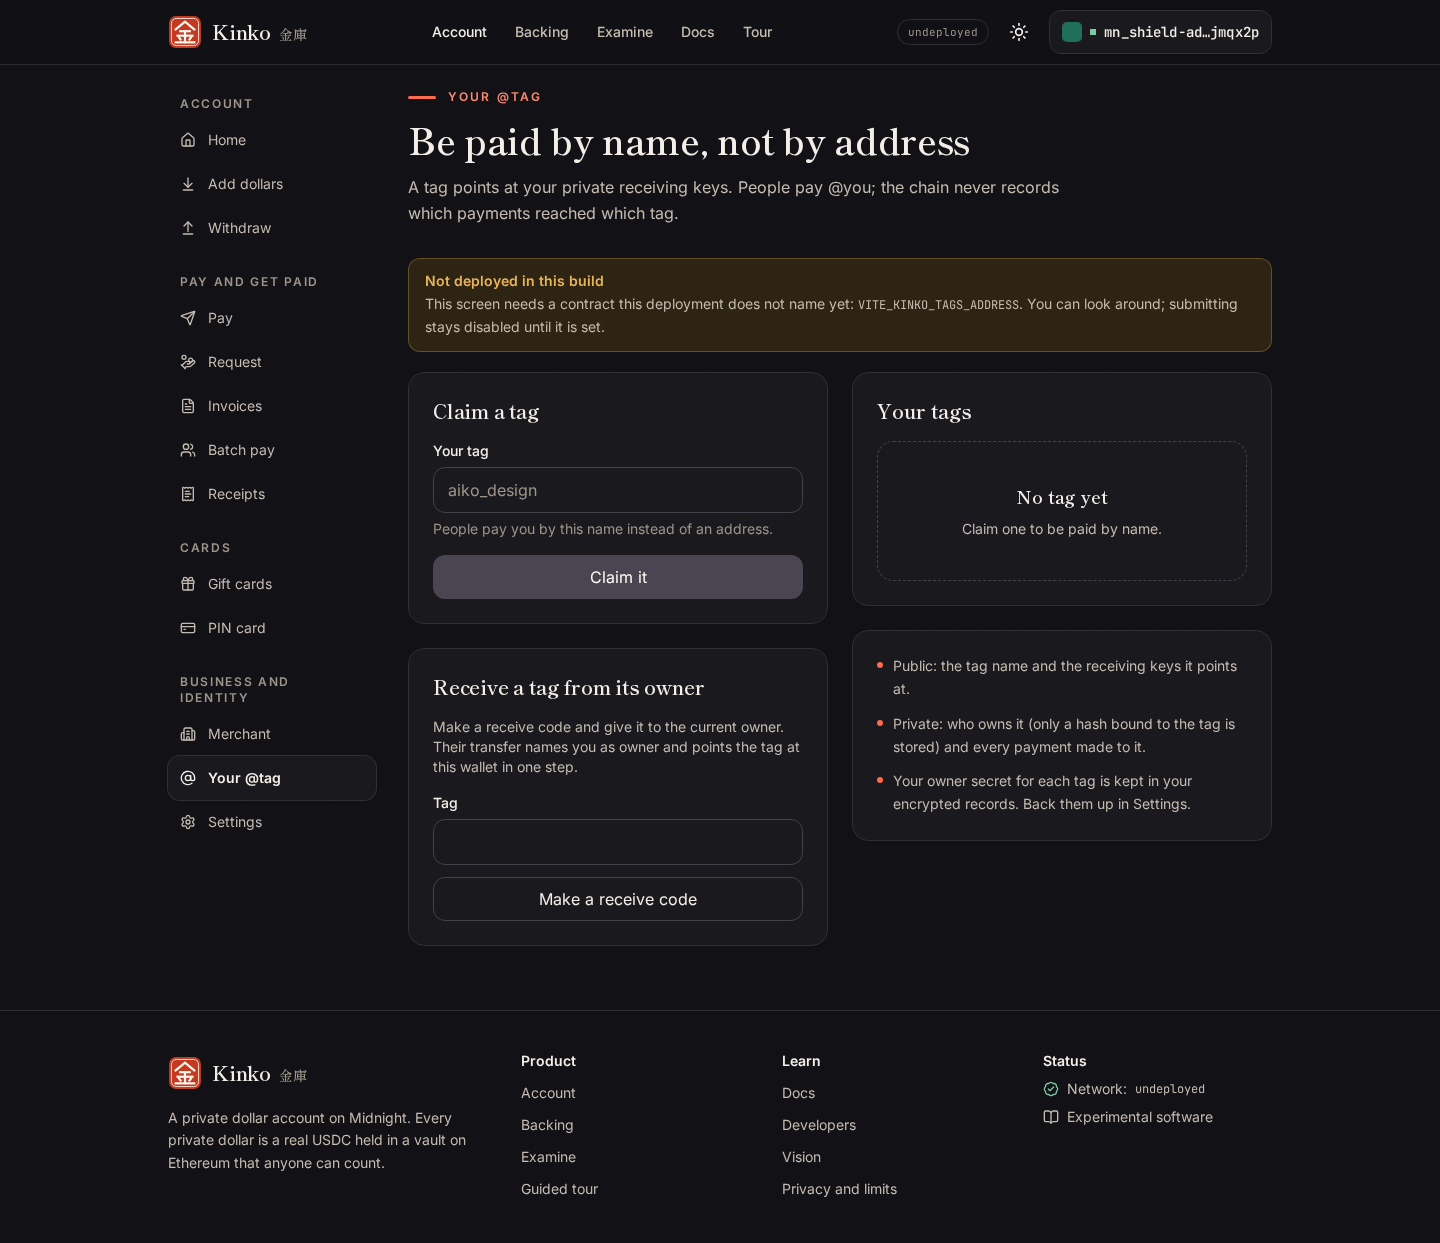 金 Kinko 金庫
Account Backing Examine Docs Tour
undeployed
mn_shield-ad…jmqx2p
ACCOUNT
Home
Add dollars
Withdraw
PAY AND GET PAID
Pay
Request
Invoices
Batch pay
Receipts
CARDS
Gift cards
PIN card
BUSINESS AND
IDENTITY
Merchant
Your @tag
Settings
YOUR @TAG
Be paid by name, not by address
A tag points at your private receiving keys. People pay @you; the chain never records
which payments reached which tag.
Not deployed in this build
This screen needs a contract this deployment does not name yet: VITE_KINKO_TAGS_ADDRESS. You can look around; submitting
stays disabled until it is set.
Claim a tag
Your tag
aiko_design
People pay you by this name instead of an address.
Claim it
Receive a tag from its owner
Make a receive code and give it to the current owner.
Their transfer names you as owner and points the tag at
this wallet in one step.
Tag
Make a receive code
Your tags
No tag yet
Claim one to be paid by name.
Public: the tag name and the receiving keys it points
at.
Private: who owns it (only a hash bound to the tag is
stored) and every payment made to it.
Your owner secret for each tag is kept in your
encrypted records. Back them up in Settings.
金 Kinko 金庫
A private dollar account on Midnight. Every
private dollar is a real USDC held in a vault on
Ethereum that anyone can count.
Product
Account
Backing
Examine
Guided tour
Learn
Docs
Developers
Vision
Privacy and limits
Status
Network: undeployed
Experimental software